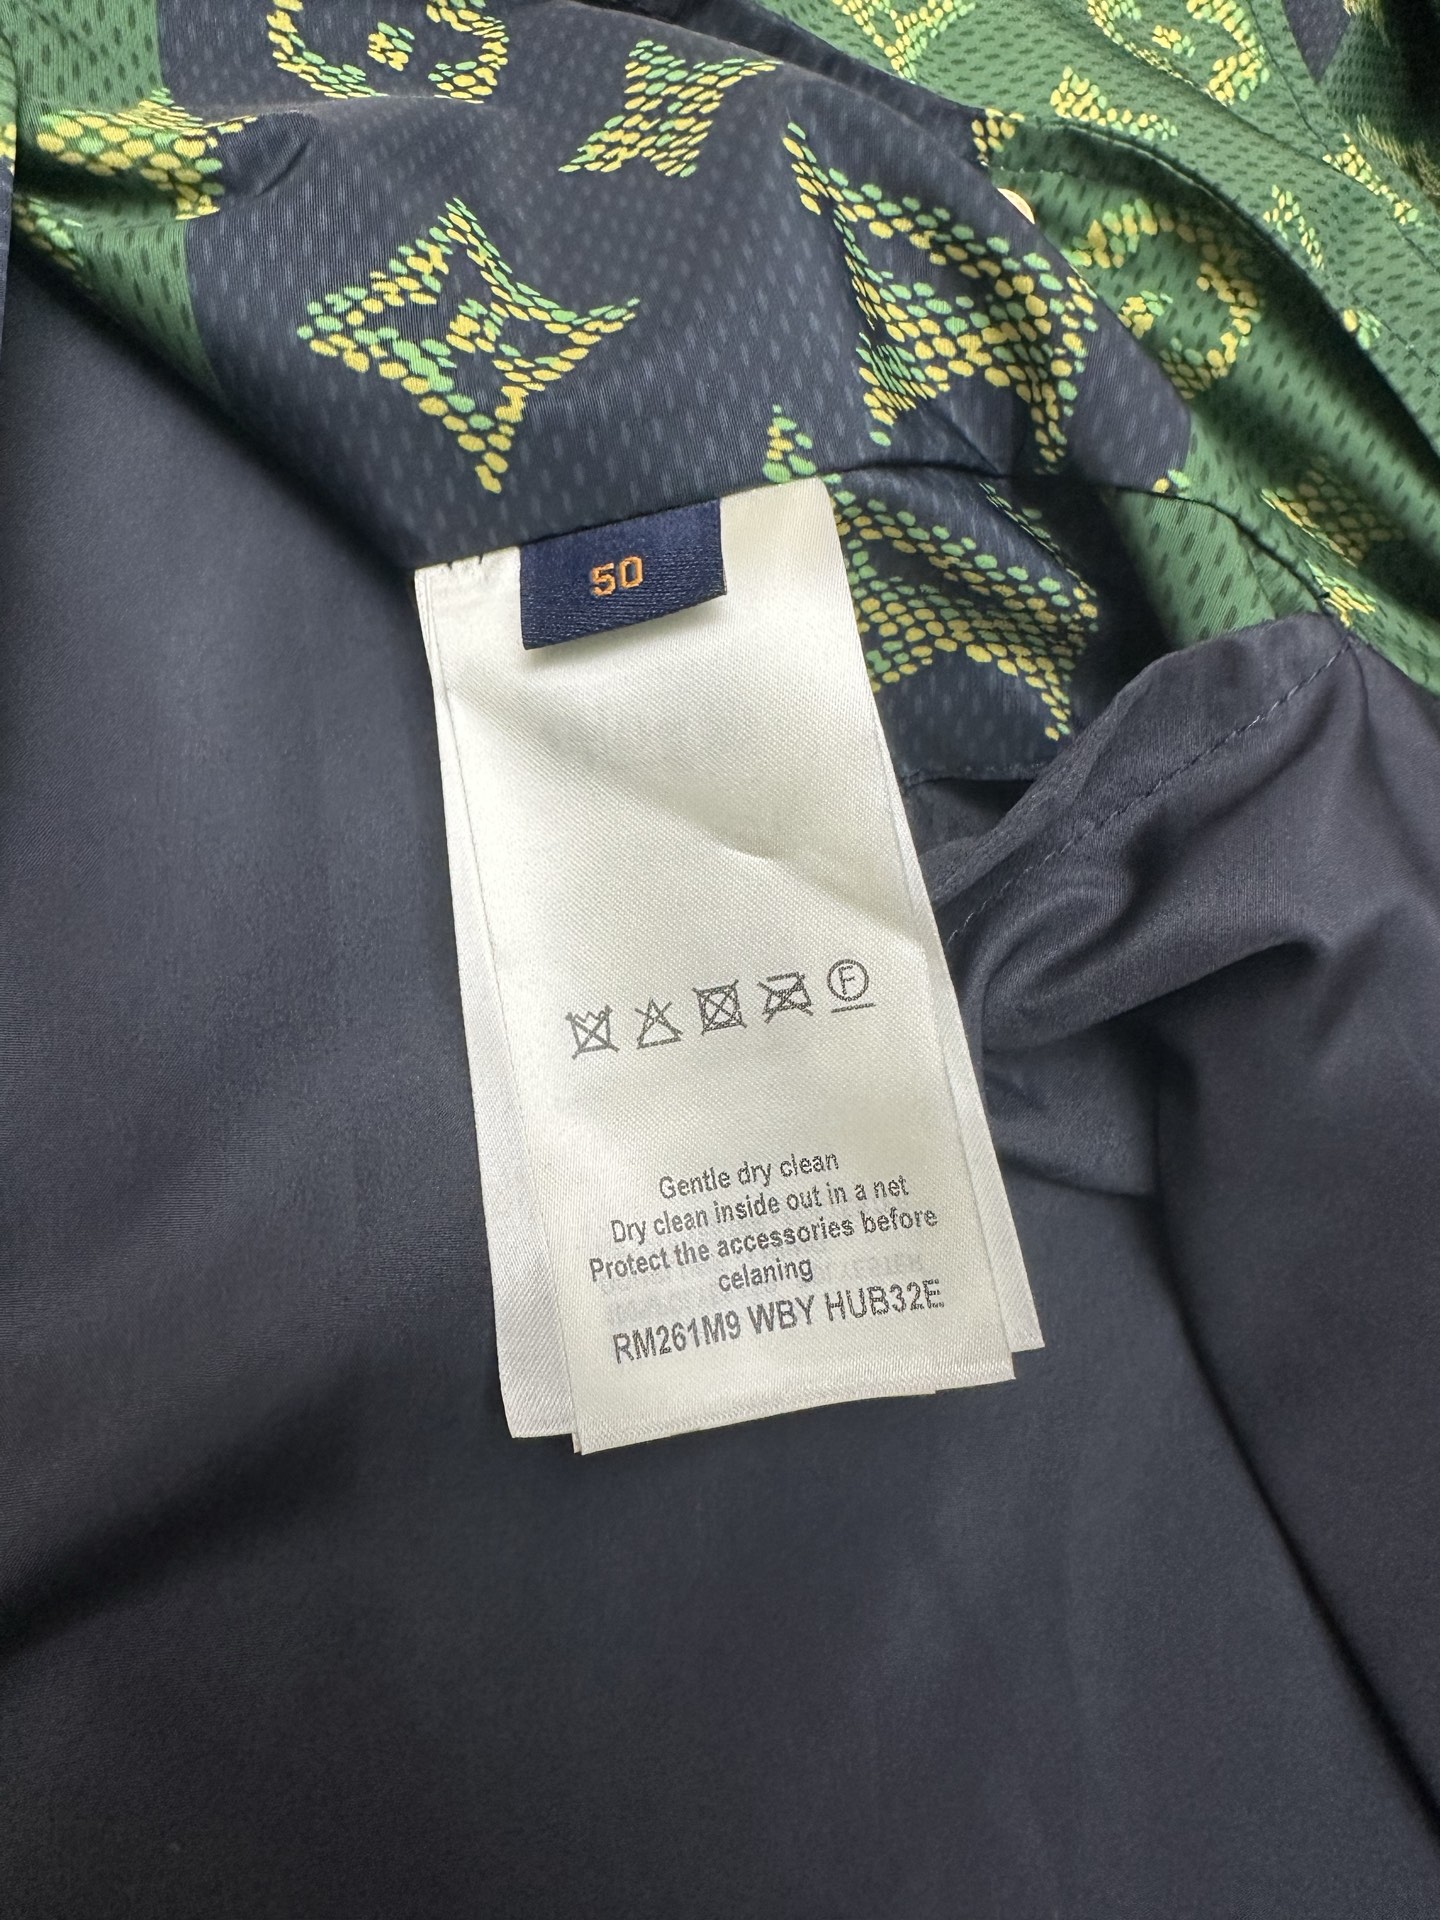 50
F
Gentle dry clean
Dry clean inside out in a net
Protect the accessories before
celaning
RM261M9 WBY HUB32E